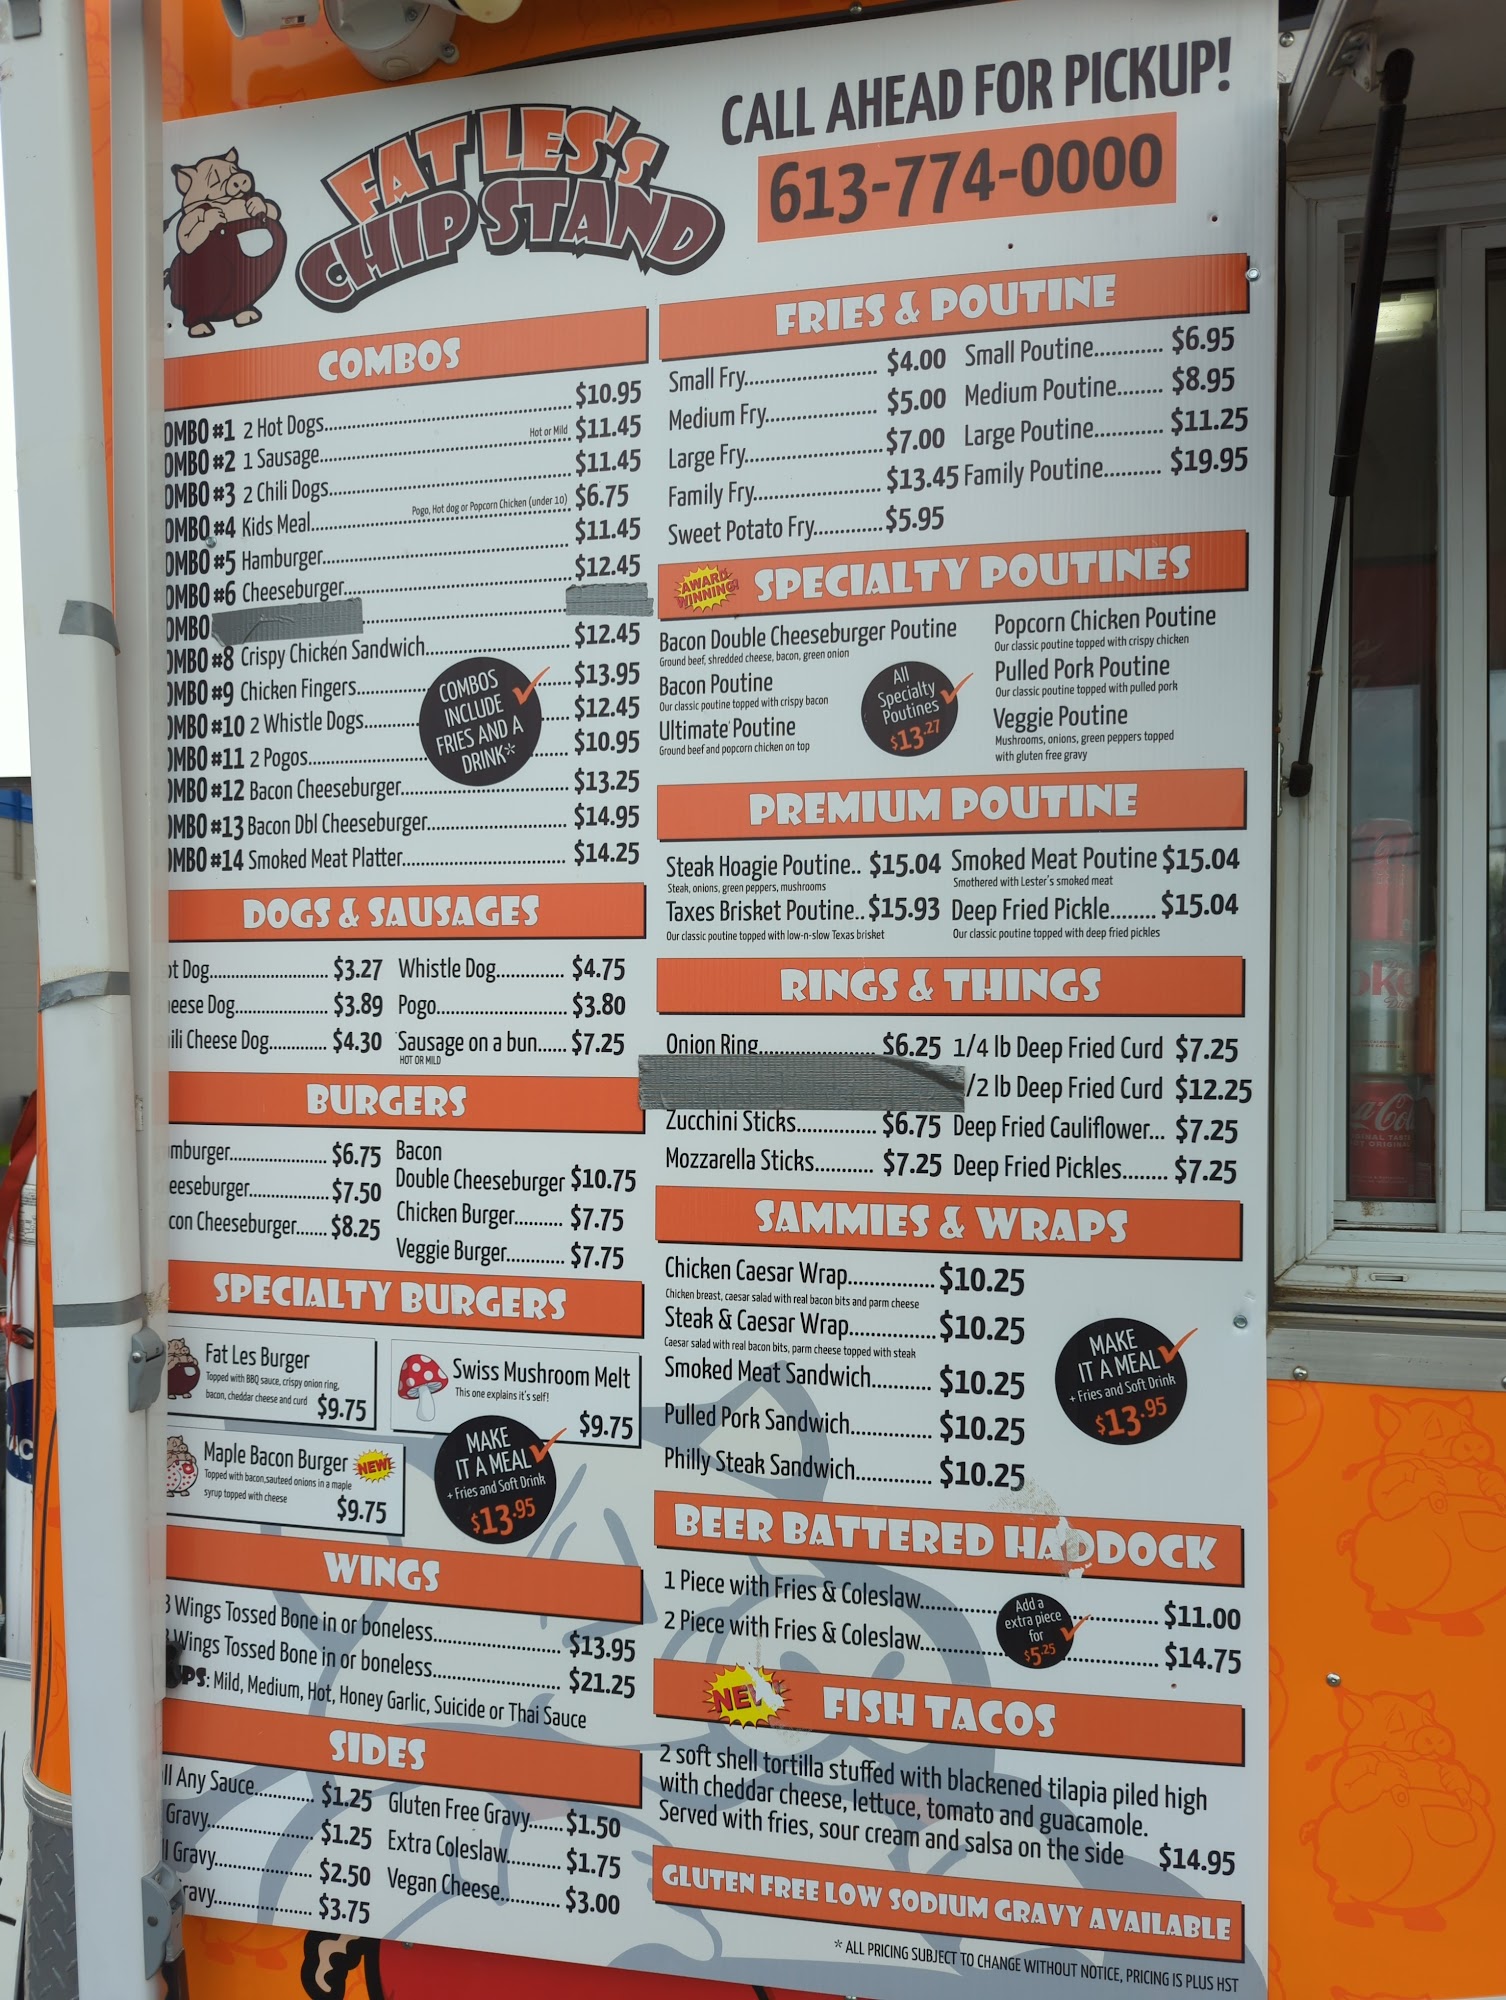 FAT LES'S
CHIP STAND
CALL AHEAD FOR PICKUP!
613-774-0000
COMBOS
OMBO #1 2 Hot Dogs........ $10.95
OMBO #2 1 Sausage........ Hot or Mild $11.45
OMBO #3 2 Chili Dogs........ $11.45
OMBO #4 Kids Meal........ Pogo, Hot dog or Popcorn Chicken (under 10) $6.75
OMBO #5 Hamburger........ $11.45
OMBO #6 Cheeseburger........ $12.45
OMBO
OMBO #8 Crispy Chicken Sandwich........ $12.45
OMBO #9 Chicken Fingers........ $13.95
OMBO #10 2 Whistle Dogs........ $12.45
OMBO #11 2 Pogos........ $10.95
OMBO #12 Bacon Cheeseburger........ $13.25
OMBO #13 Bacon Dbl Cheeseburger........ $14.95
OMBO #14 Smoked Meat Platter........ $14.25
COMBOS
INCLUDE
FRIES AND A
DRINK*
DOGS & SAUSAGES
ot Dog........ $3.27 Whistle Dog........ $4.75
eese Dog........ $3.89 Pogo........ $3.80
ili Cheese Dog........ $4.30 Sausage on a bun...... $7.25
HOT OR MILD
BURGERS
mburger........ $6.75
eeseburger........ $7.50
con Cheeseburger....... $8.25
Bacon
Double Cheeseburger $10.75
Chicken Burger......... $7.75
Veggie Burger........... $7.75
SPECIALTY BURGERS
Fat Les Burger
Topped with BBQ sauce, crispy onion ring,
bacon, cheddar cheese and curd $9.75
Swiss Mushroom Melt
This one explains it's self!
$9.75
Maple Bacon Burger NEW!
Topped with bacon,sauteed onions in a maple
syrup topped with cheese
$9.75
MAKE
IT A MEAL
+ Fries and Soft Drink
$13.95
WINGS
Wings Tossed Bone in or boneless........ $13.95
Wings Tossed Bone in or boneless........ $21.25
PS: Mild, Medium, Hot, Honey Garlic, Suicide or Thai Sauce
SIDES
ll Any Sauce........ $1.25 Gluten Free Gravy....... $1.50
Gravy........ $1.25 Extra Coleslaw.......... $1.75
l Gravy........ $2.50 Vegan Cheese........... $3.00
ravy........ $3.75
FRIES & POUTINE
Small Fry........ $4.00 Small Poutine............ $6.95
Medium Fry........ $5.00 Medium Poutine........ $8.95
Large Fry........ $7.00 Large Poutine............ $11.25
Family Fry........ $13.45 Family Poutine.......... $19.95
Sweet Potato Fry........... $5.95
AWARD
WINNING!
SPECIALTY POUTINES
Bacon Double Cheeseburger Poutine
Ground beef, shredded cheese, bacon, green onion
Bacon Poutine
Our classic poutine topped with crispy bacon
Ultimate Poutine
Ground beef and popcorn chicken on top
All
Specialty
Poutines
$13.27
Popcorn Chicken Poutine
Our classic poutine topped with crispy chicken
Pulled Pork Poutine
Our classic poutine topped with pulled pork
Veggie Poutine
Mushrooms, onions, green peppers topped
with gluten free gravy
PREMIUM POUTINE
Steak Hoagie Poutine.. $15.04 Smoked Meat Poutine $15.04
Steak, onions, green peppers, mushrooms Smothered with Lester's smoked meat
Taxes Brisket Poutine.. $15.93 Deep Fried Pickle........ $15.04
Our classic poutine topped with low-n-slow Texas brisket Our classic poutine topped with deep fried pickles
RINGS & THINGS
Onion Ring........ $6.25 1/4 lb Deep Fried Curd $7.25
/2 lb Deep Fried Curd $12.25
Zucchini Sticks........ $6.75 Deep Fried Cauliflower... $7.25
Mozzarella Sticks........... $7.25 Deep Fried Pickles........ $7.25
SAMMIES & WRAPS
Chicken Caesar Wrap........ $10.25
Chicken breast, caesar salad with real bacon bits and parm cheese
Steak & Caesar Wrap........ $10.25
Caesar salad with real bacon bits, parm cheese topped with steak
Smoked Meat Sandwich........... $10.25
Pulled Pork Sandwich........ $10.25
Philly Steak Sandwich............. $10.25
MAKE
IT A MEAL
+ Fries and Soft Drink
$13.95
BEER BATTERED HADDOCK
1 Piece with Fries & Coleslaw........ $11.00
2 Piece with Fries & Coleslaw........ $14.75
Add a
extra piece
for
$5.25
NEW
FISH TACOS
2 soft shell tortilla stuffed with blackened tilapia piled high
with cheddar cheese, lettuce, tomato and guacamole.
Served with fries, sour cream and salsa on the side $14.95
GLUTEN FREE LOW SODIUM GRAVY AVAILABLE
* ALL PRICING SUBJECT TO CHANGE WITHOUT NOTICE, PRICING IS PLUS HST